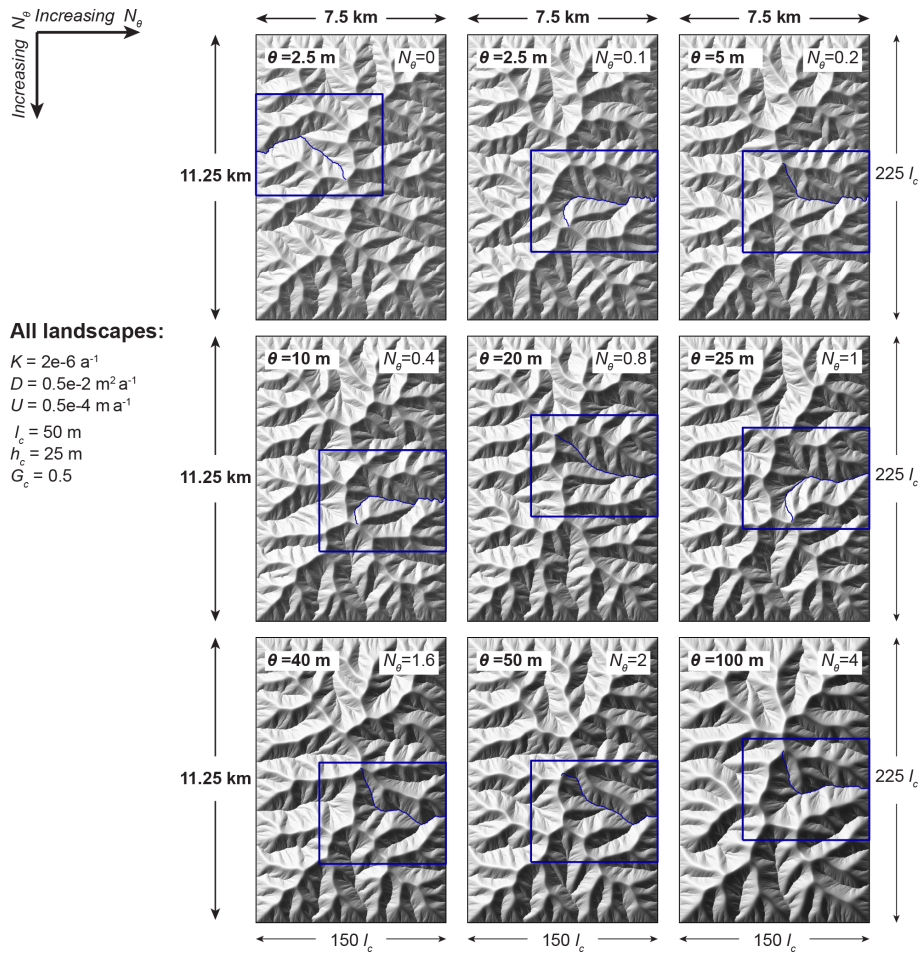 Increasing Nθ
Increasing Nθ
7.5 km
7.5 km
7.5 km
θ =2.5 m
Nθ=0
θ =2.5 m
Nθ=0.1
θ =5 m
Nθ=0.2
11.25 km
225 lc
All landscapes:
K = 2e-6 a-1
D = 0.5e-2 m2 a-1
U = 0.5e-4 m a-1
lc = 50 m
hc = 25 m
Gc = 0.5
θ =10 m
Nθ=0.4
θ =20 m
Nθ=0.8
θ =25 m
Nθ=1
11.25 km
225 lc
θ =40 m
Nθ=1.6
θ =50 m
Nθ=2
θ =100 m
Nθ=4
11.25 km
225 lc
150 lc
150 lc
150 lc